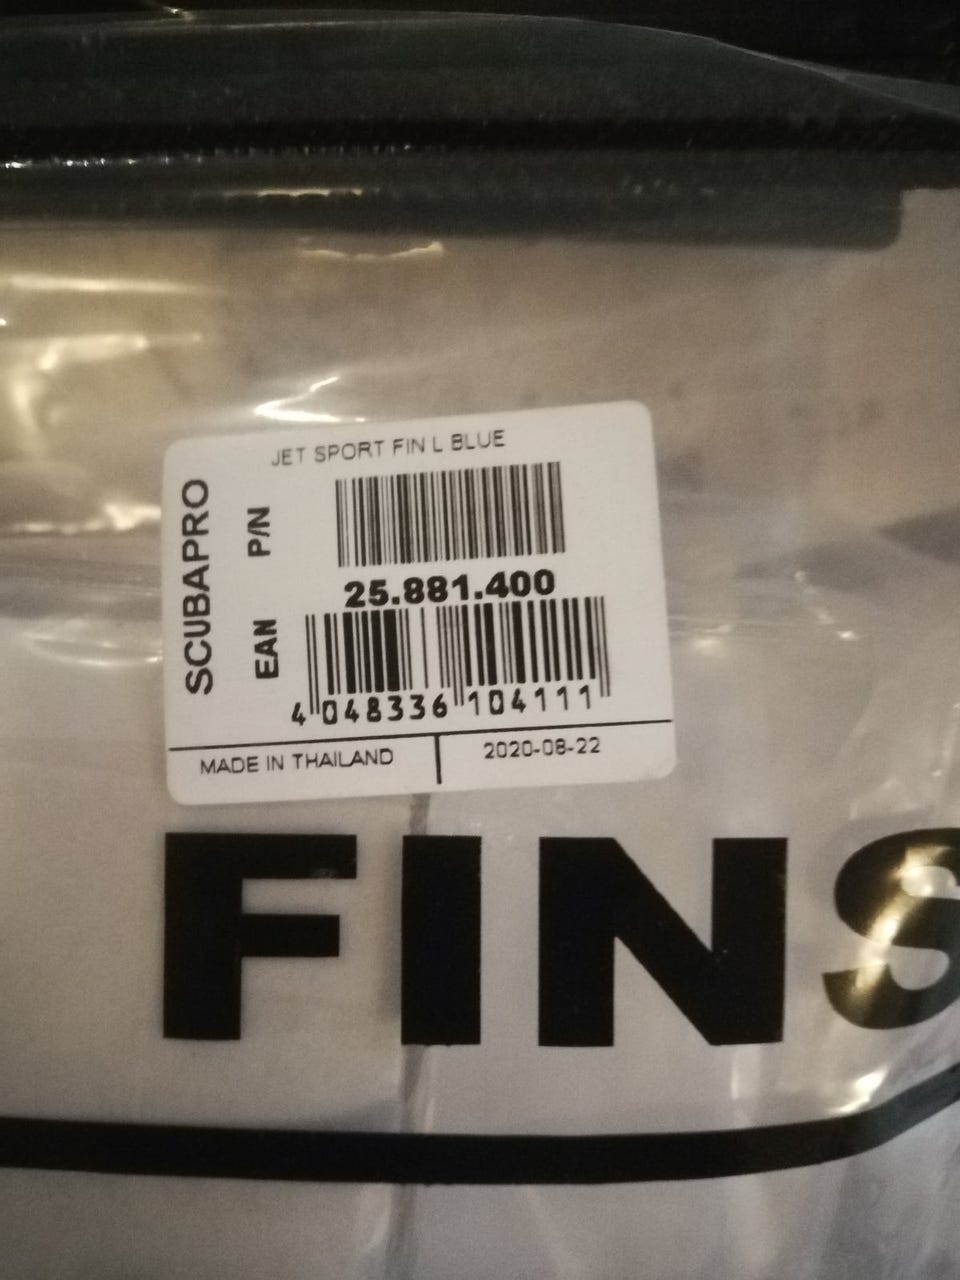 JET SPORT FIN L BLUE
SCUBAPRO
P/N
25.881.400
EAN
4 048336 104111
MADE IN THAILAND
2020-08-22
FINS